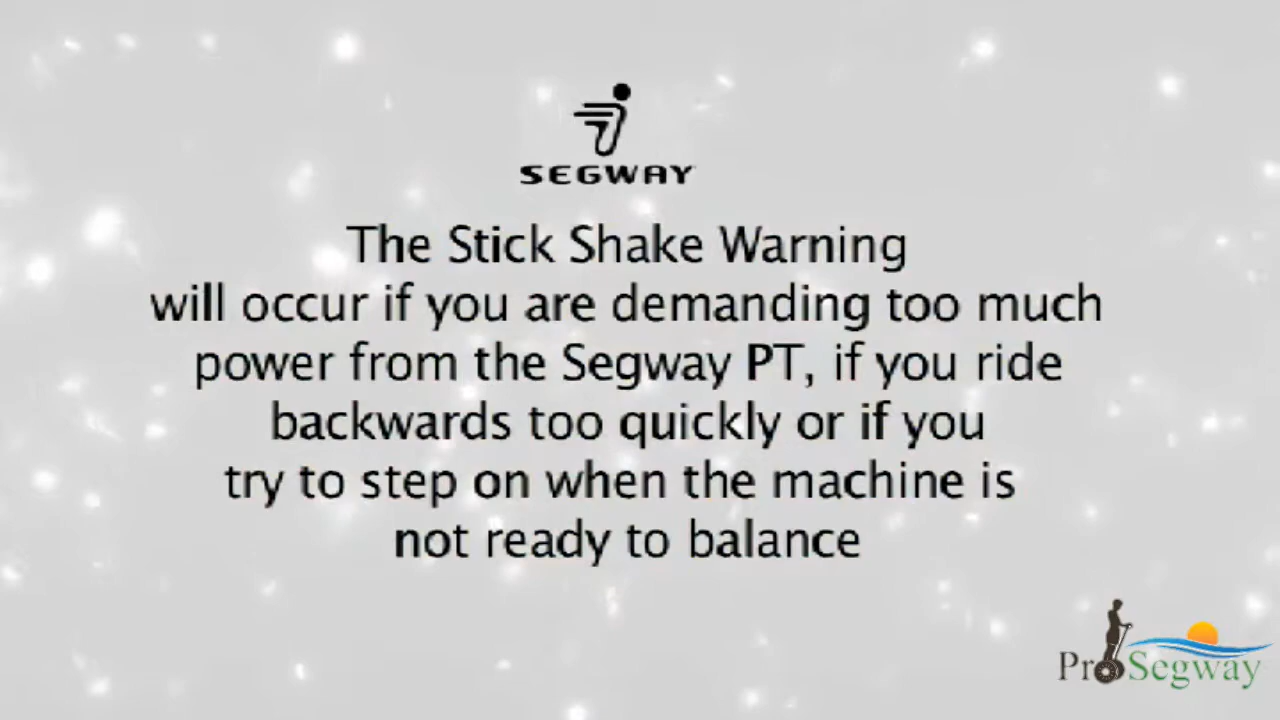 SEGWAY
The Stick Shake Warning
will occur if you are demanding too much
power from the Segway PT, if you ride
backwards too quickly or if you
try to step on when the machine is
not ready to balance
ProSegway